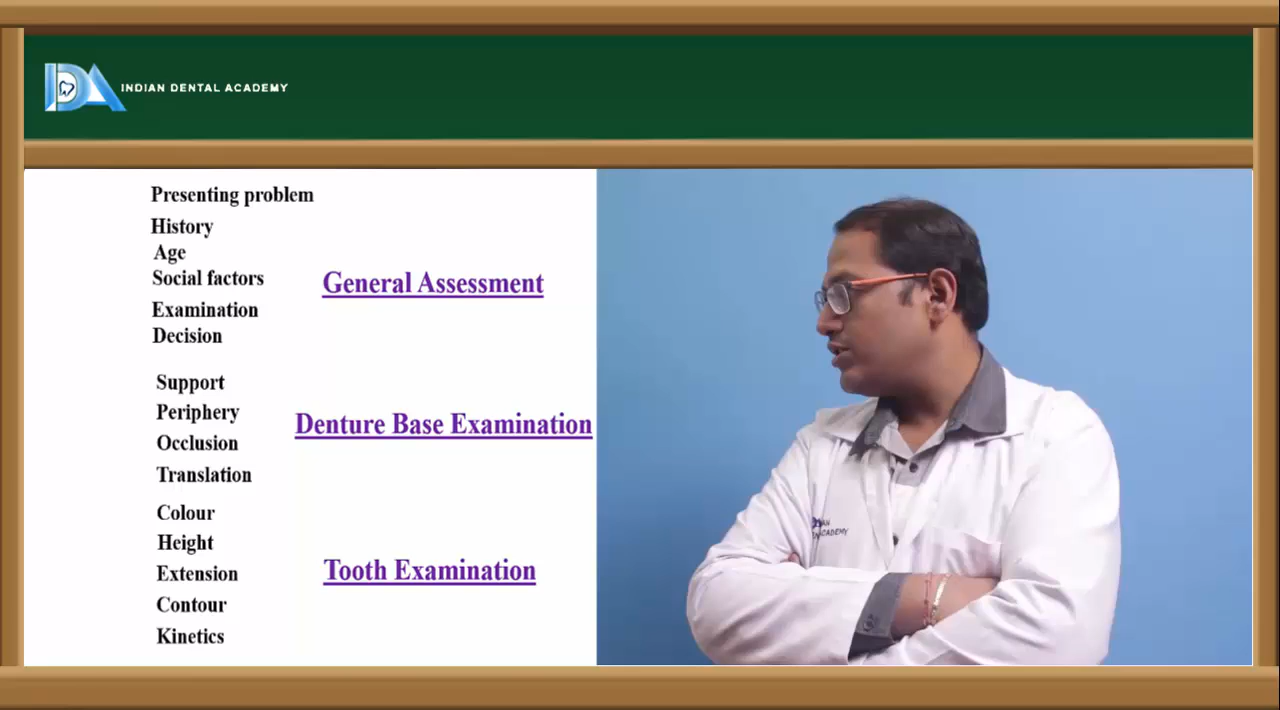 INDIAN DENTAL ACADEMY
Presenting problem
History
Age
Social factors
General Assessment
Examination
Decision
Support
Periphery
Denture Base Examination
Occlusion
Translation
Colour
Height
Extension
Tooth Examination
Contour
Kinetics
ACADEMY